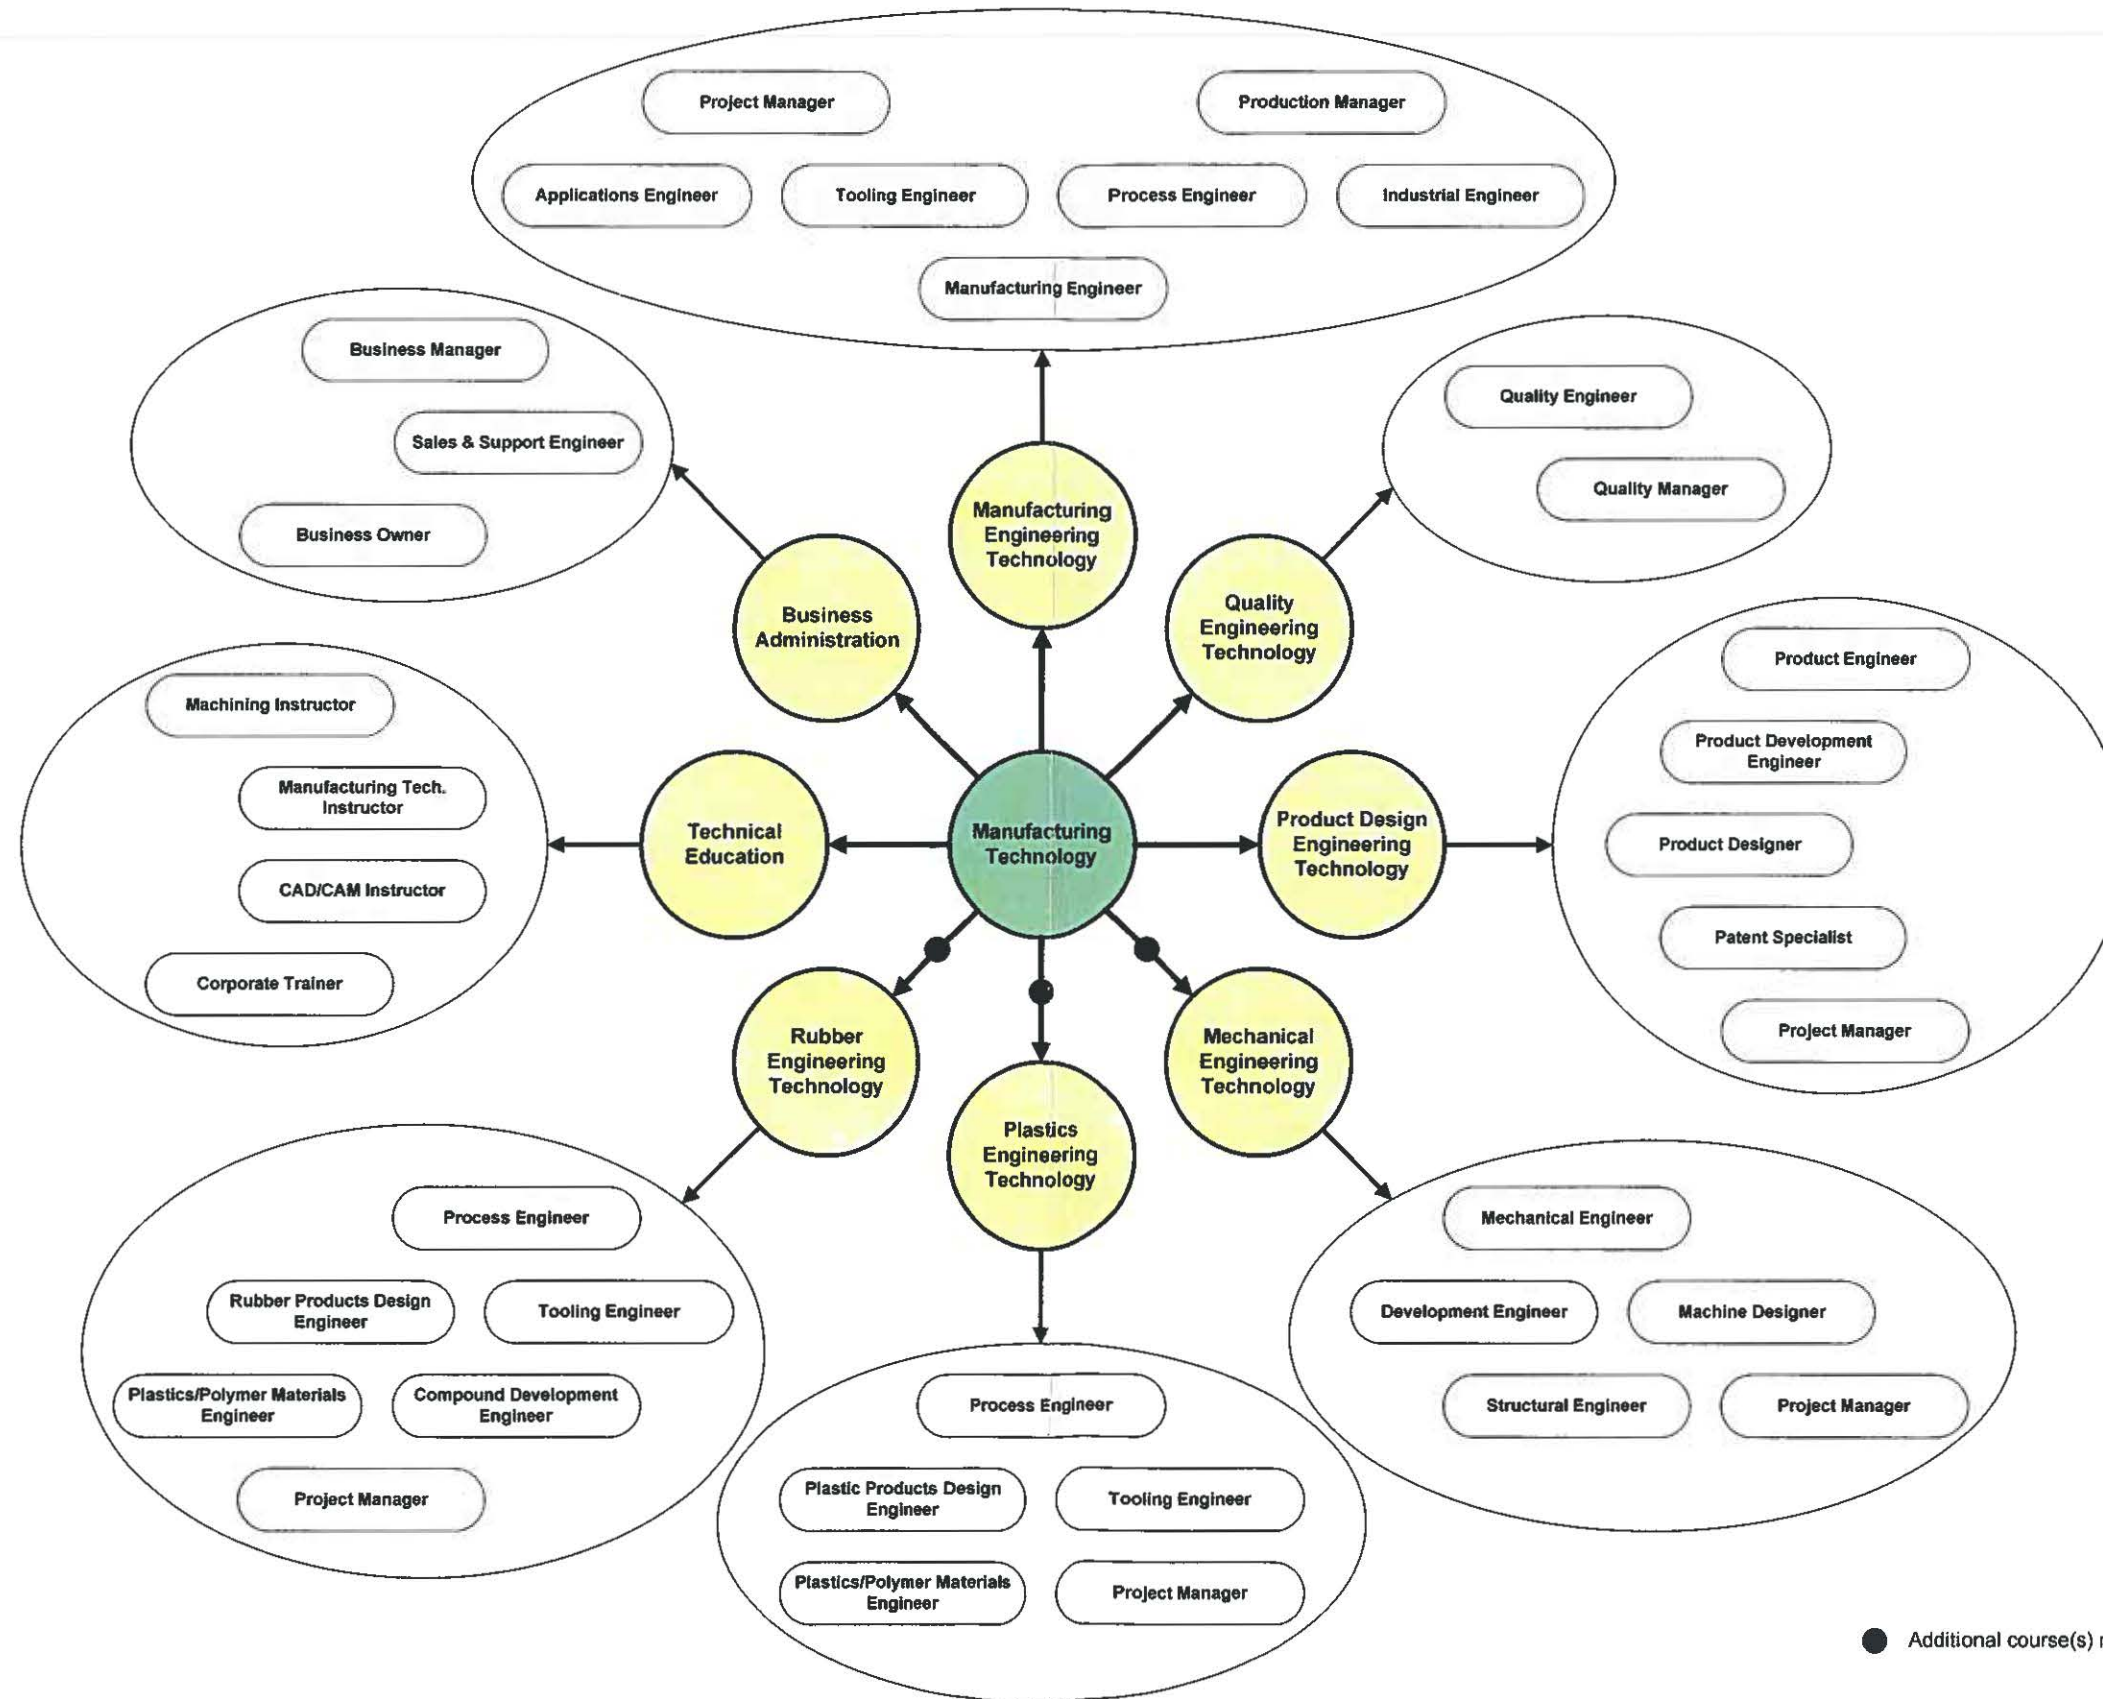 Project Manager
Production Manager
Applications Engineer
Tooling Engineer
Process Engineer
Industrial Engineer
Manufacturing Engineer
Business Manager
Sales & Support Engineer
Business Owner
Quality Engineer
Quality Manager
Manufacturing
Engineering
Technology
Business
Administration
Quality
Engineering
Technology
Machining Instructor
Manufacturing Tech.
Instructor
CAD/CAM Instructor
Corporate Trainer
Technical
Education
Manufacturing
Technology
Product Design
Engineering
Technology
Product Engineer
Product Development
Engineer
Product Designer
Patent Specialist
Project Manager
Rubber
Engineering
Technology
Plastics
Engineering
Technology
Mechanical
Engineering
Technology
Process Engineer
Rubber Products Design
Engineer
Tooling Engineer
Plastics/Polymer Materials
Engineer
Compound Development
Engineer
Project Manager
Process Engineer
Plastic Products Design
Engineer
Tooling Engineer
Plastics/Polymer Materials
Engineer
Project Manager
Mechanical Engineer
Development Engineer
Machine Designer
Structural Engineer
Project Manager
Additional course(s)